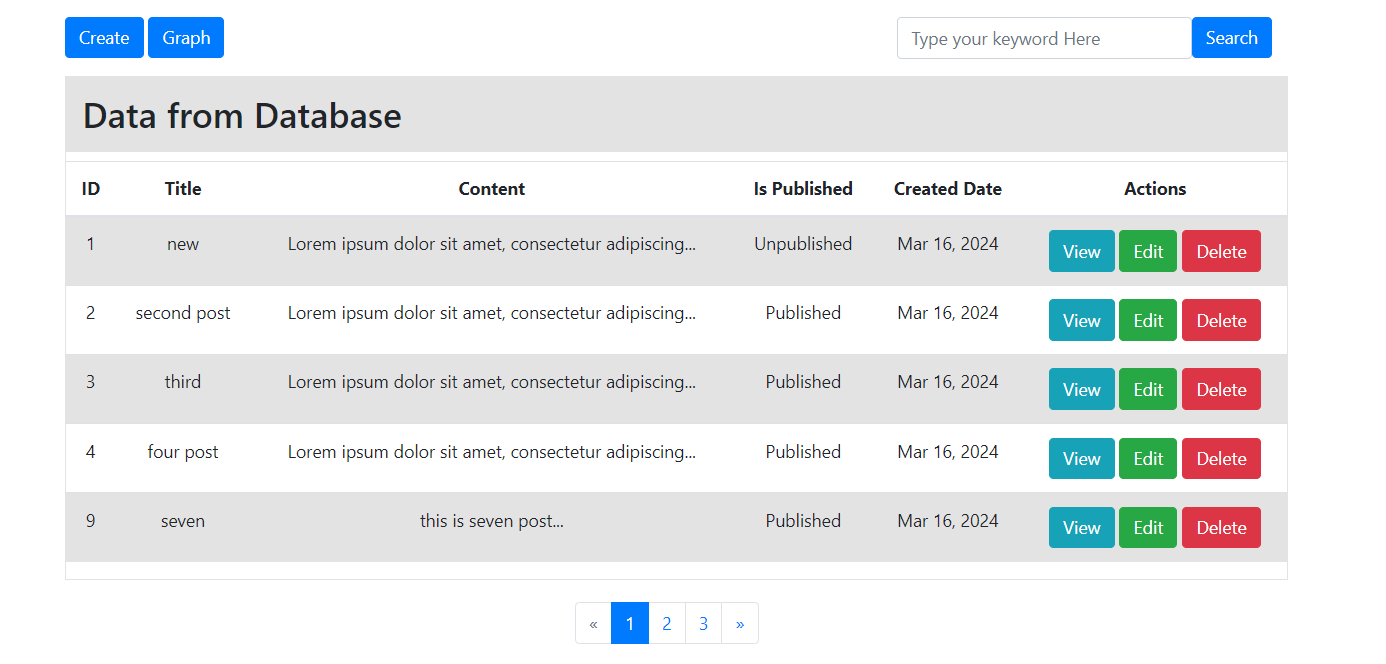 Create Graph Type your keyword Here Search
Data from Database
ID Title Content Is Published Created Date Actions
1 new Lorem ipsum dolor sit amet, consectetur adipiscing... Unpublished Mar 16, 2024 View Edit Delete
2 second post Lorem ipsum dolor sit amet, consectetur adipiscing... Published Mar 16, 2024 View Edit Delete
3 third Lorem ipsum dolor sit amet, consectetur adipiscing... Published Mar 16, 2024 View Edit Delete
4 four post Lorem ipsum dolor sit amet, consectetur adipiscing... Published Mar 16, 2024 View Edit Delete
9 seven this is seven post... Published Mar 16, 2024 View Edit Delete
« 1 2 3 »